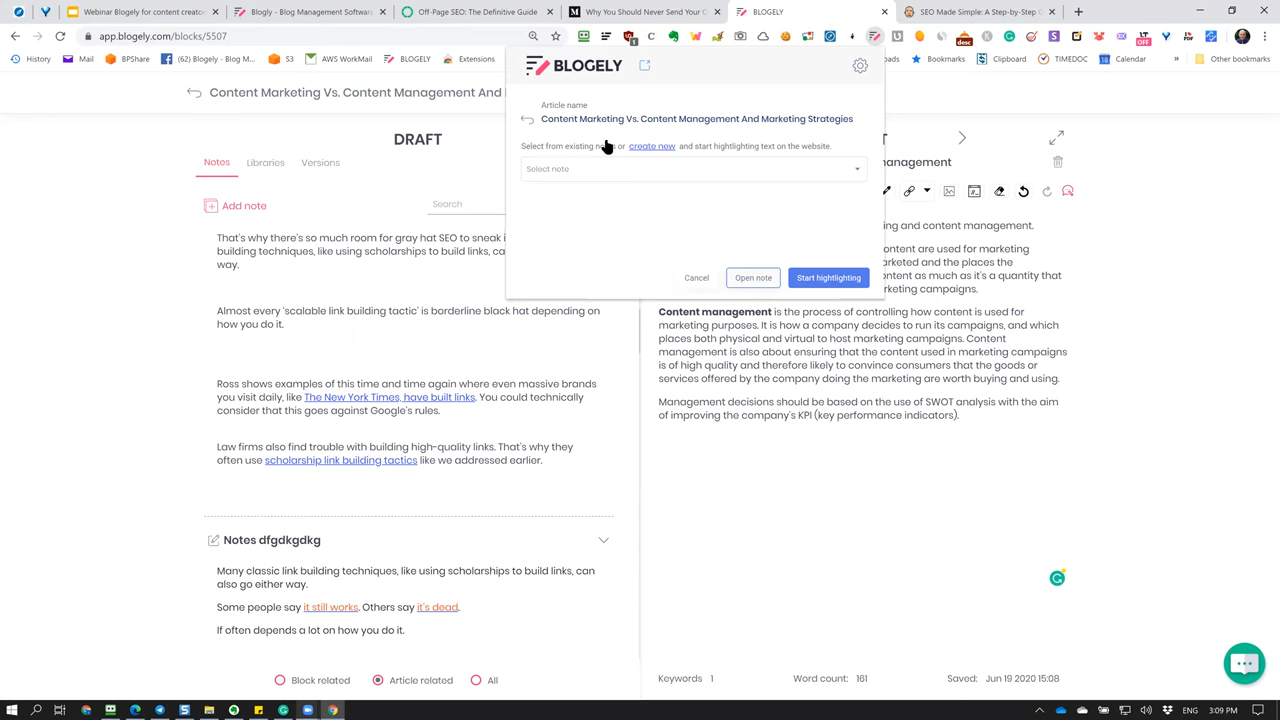 Webinar Blogely for content creator
Blogly - Blog Management Softwar
Off-Page SEO: The Definitive Guide
Why You Should Never Send Your C
BLOGELY
SEO Made Simple: A Step-by-Step G
app.blogely.com/blocks/5507
History
Mail
BPShare
(62) Blogely - Blog M...
S3
AWS WorkMail
BLOGELY
Extensions
Bookmarks
Clipboard
TIMEDOC
Calendar
Other bookmarks
BLOGELY
Content Marketing Vs. Content Management And
Article name
Content Marketing Vs. Content Management And Marketing Strategies
Select from existing or create new and start hightlighting text on the website.
Select note
Cancel
Open note
Start hightlighting
DRAFT
Notes
Libraries
Versions
Add note
Search
That's why there's so much room for gray hat SEO to sneak i
building techniques, like using scholarships to build links, ca
way.
Almost every 'scalable link building tactic' is borderline black hat depending on
how you do it.
Ross shows examples of this time and time again where even massive brands
you visit daily, like The New York Times, have built links. You could technically
consider that this goes against Google's rules.
Law firms also find trouble with building high-quality links. That's why they
often use scholarship link building tactics like we addressed earlier.
Notes dfgdkgdkg
Many classic link building techniques, like using scholarships to build links, can
also go either way.
Some people say it still works. Others say it's dead.
If often depends a lot on how you do it.
Block related
Article related
All
T
management
ing and content management.
ontent are used for marketing
arketed and the places the
ontent as much as it's a quantity that
rketing campaigns.
Content management is the process of controlling how content is used for
marketing purposes. It is how a company decides to run its campaigns, and which
places both physical and virtual to host marketing campaigns. Content
management is also about ensuring that the content used in marketing campaigns
is of high quality and therefore likely to convince consumers that the goods or
services offered by the company doing the marketing are worth buying and using.
Management decisions should be based on the use of SWOT analysis with the aim
of improving the company's KPI (key performance indicators).
Keywords 1
Word count: 161
Saved: Jun 19 2020 15:08
ENG
3:09 PM